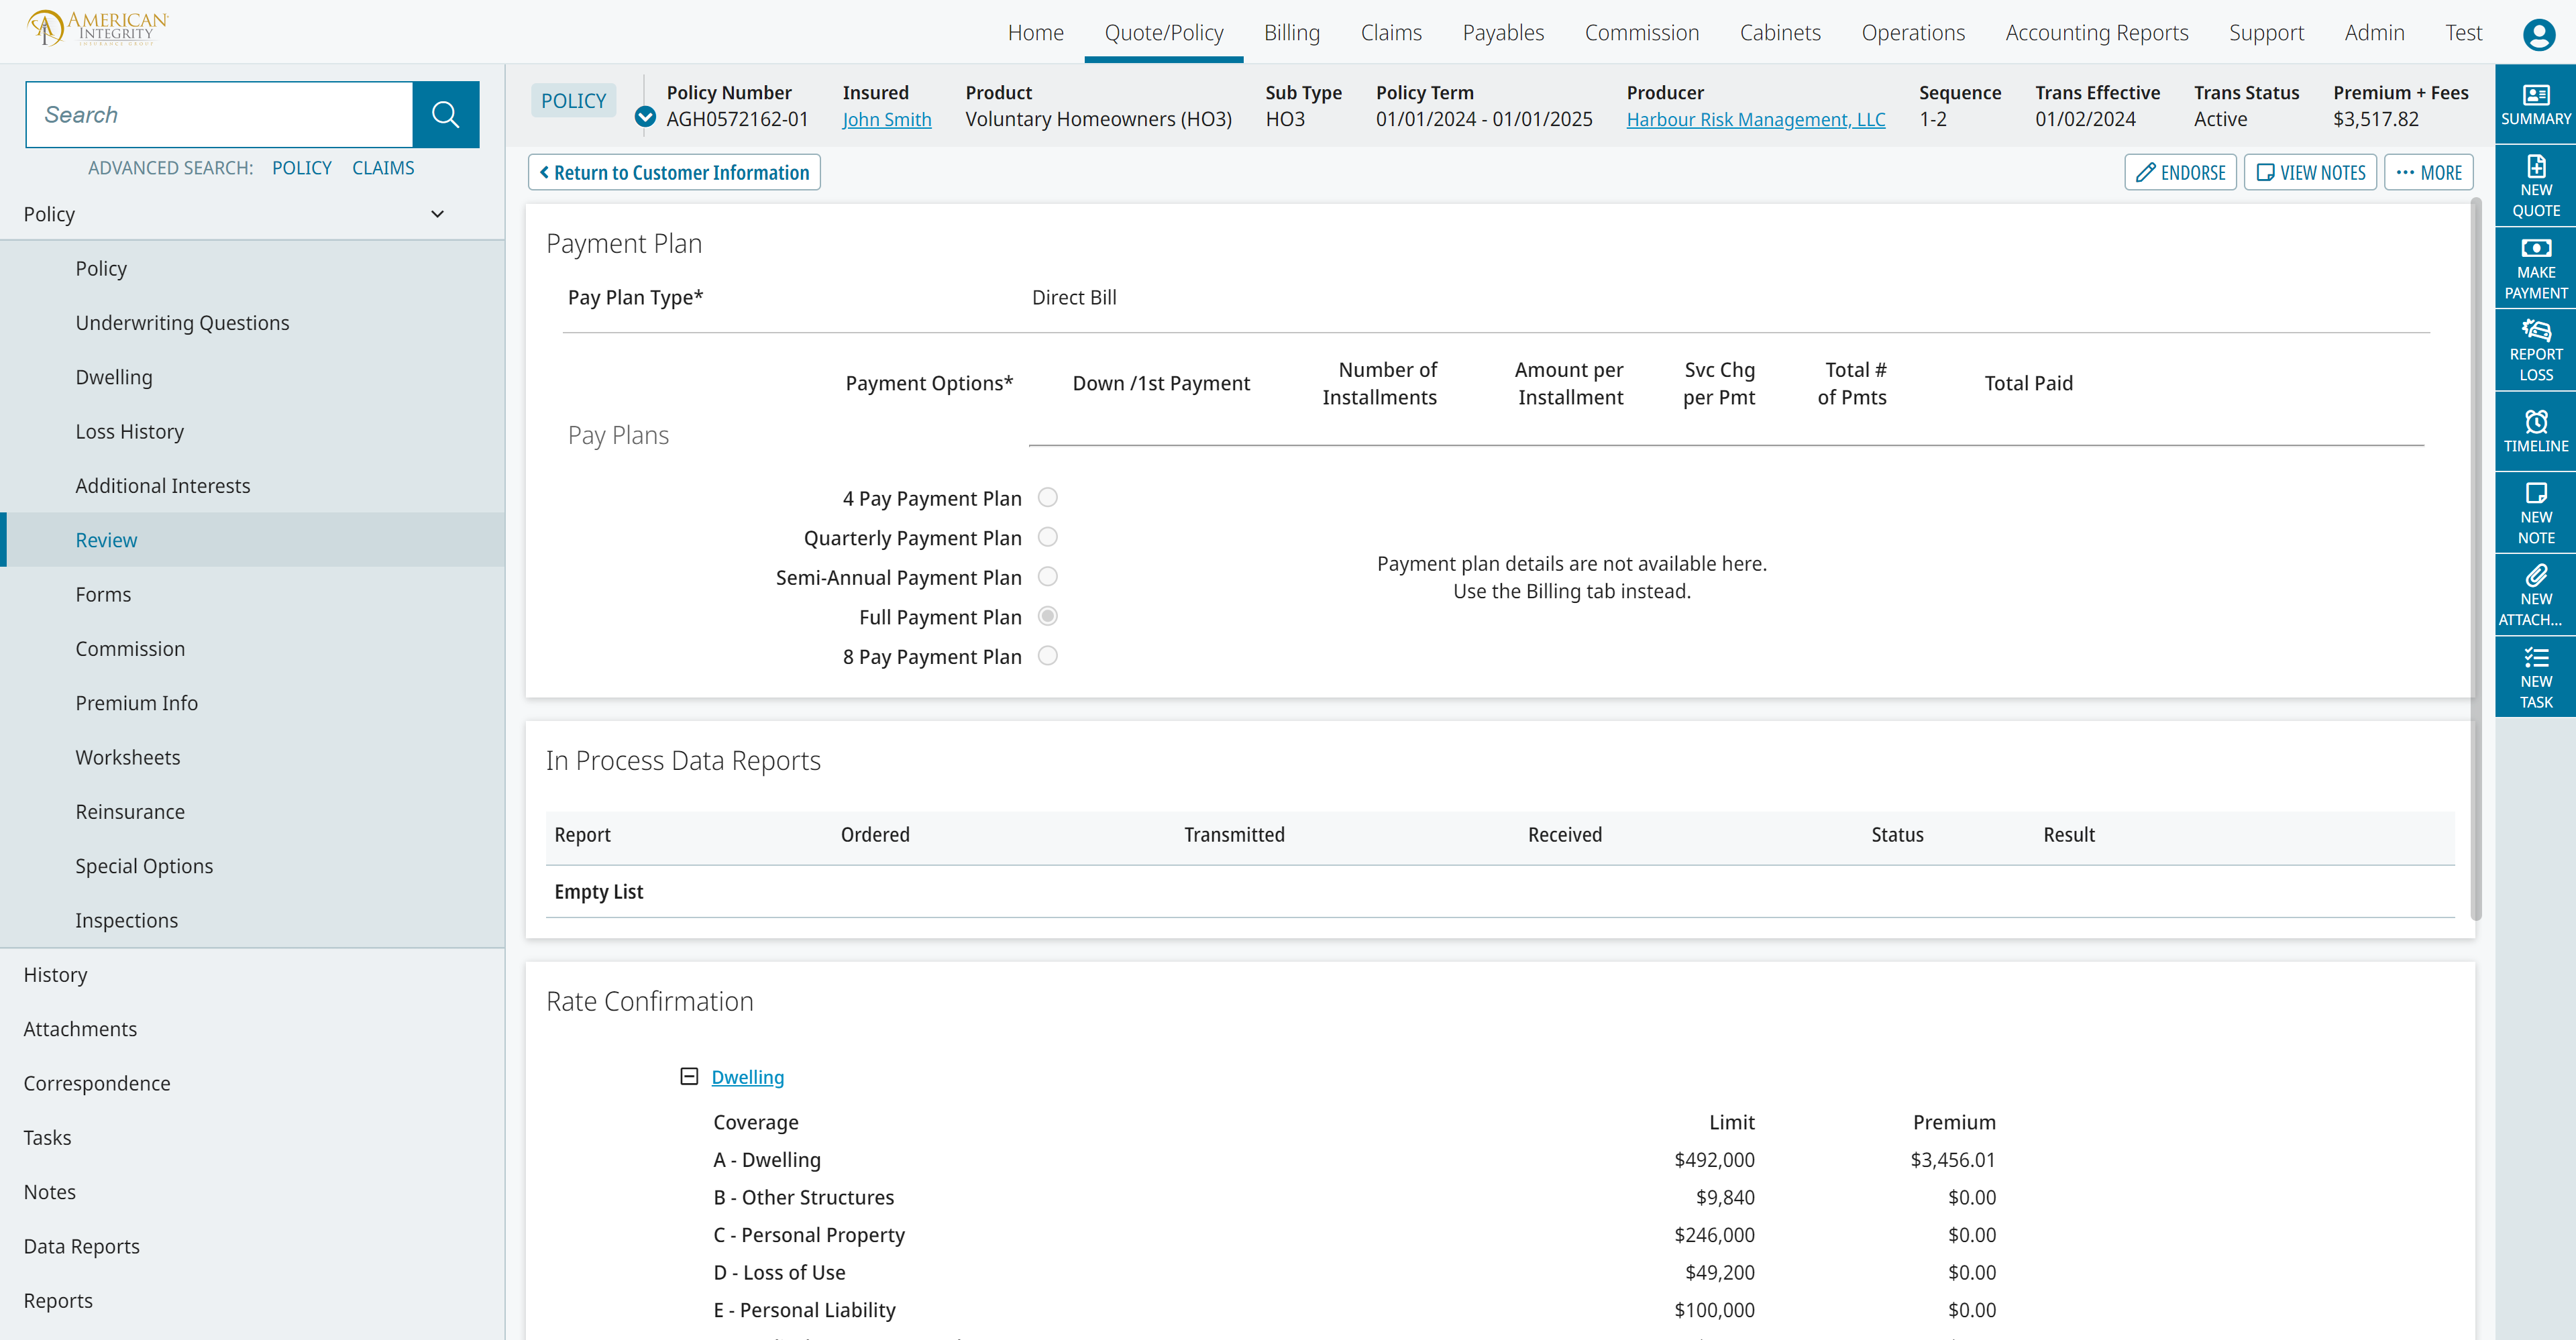 AMERICAN
INTEGRITY
INSURANCE GROUP
Home Quote/Policy Billing Claims Payables Commission Cabinets Operations Accounting Reports Support Admin Test
Search
ADVANCED SEARCH: POLICY CLAIMS
Policy
Policy
Underwriting Questions
Dwelling
Loss History
Additional Interests
Review
Forms
Commission
Premium Info
Worksheets
Reinsurance
Special Options
Inspections
History
Attachments
Correspondence
Tasks
Notes
Data Reports
Reports
POLICY
Policy Number Insured Product Sub Type Policy Term Producer Sequence Trans Effective Trans Status Premium + Fees
AGH0572162-01 John Smith Voluntary Homeowners (HO3) HO3 01/01/2024 - 01/01/2025 Harbour Risk Management, LLC 1-2 01/02/2024 Active $3,517.82
Return to Customer Information
ENDORSE VIEW NOTES ··· MORE
Payment Plan
Pay Plan Type* Direct Bill
Payment Options* Down /1st Payment Number of Installments Amount per Installment Svc Chg per Pmt Total # of Pmts Total Paid
Pay Plans
4 Pay Payment Plan
Quarterly Payment Plan
Semi-Annual Payment Plan
Full Payment Plan
8 Pay Payment Plan
Payment plan details are not available here.
Use the Billing tab instead.
In Process Data Reports
Report Ordered Transmitted Received Status Result
Empty List
Rate Confirmation
Dwelling
Coverage Limit Premium
A - Dwelling $492,000 $3,456.01
B - Other Structures $9,840 $0.00
C - Personal Property $246,000 $0.00
D - Loss of Use $49,200 $0.00
E - Personal Liability $100,000 $0.00
SUMMARY
NEW
QUOTE
MAKE
PAYMENT
REPORT
LOSS
TIMELINE
NEW
NOTE
NEW
ATTACH...
NEW
TASK